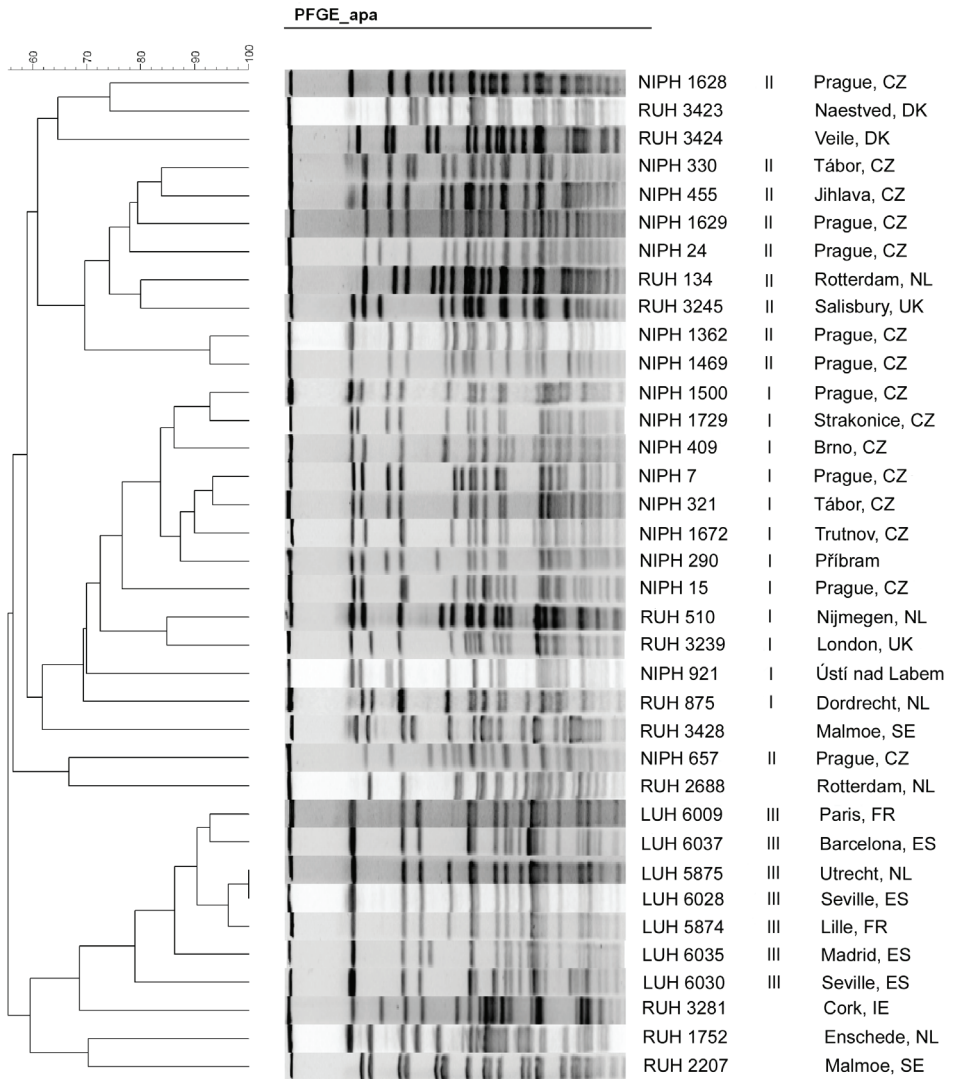 PFGE_apa
60 70 80 90 100
NIPH 1628 II Prague, CZ
RUH 3423 Naestved, DK
RUH 3424 Veile, DK
NIPH 330 II Tábor, CZ
NIPH 455 II Jihlava, CZ
NIPH 1629 II Prague, CZ
NIPH 24 II Prague, CZ
RUH 134 II Rotterdam, NL
RUH 3245 II Salisbury, UK
NIPH 1362 II Prague, CZ
NIPH 1469 II Prague, CZ
NIPH 1500 I Prague, CZ
NIPH 1729 I Strakonice, CZ
NIPH 409 I Brno, CZ
NIPH 7 I Prague, CZ
NIPH 321 I Tábor, CZ
NIPH 1672 I Trutnov, CZ
NIPH 290 I Príbram
NIPH 15 I Prague, CZ
RUH 510 I Nijmegen, NL
RUH 3239 I London, UK
NIPH 921 I Ústí nad Labem
RUH 875 I Dordrecht, NL
RUH 3428 Malmoe, SE
NIPH 657 II Prague, CZ
RUH 2688 Rotterdam, NL
LUH 6009 III Paris, FR
LUH 6037 III Barcelona, ES
LUH 5875 III Utrecht, NL
LUH 6028 III Seville, ES
LUH 5874 III Lille, FR
LUH 6035 III Madrid, ES
LUH 6030 III Seville, ES
RUH 3281 Cork, IE
RUH 1752 Enschede, NL
RUH 2207 Malmoe, SE